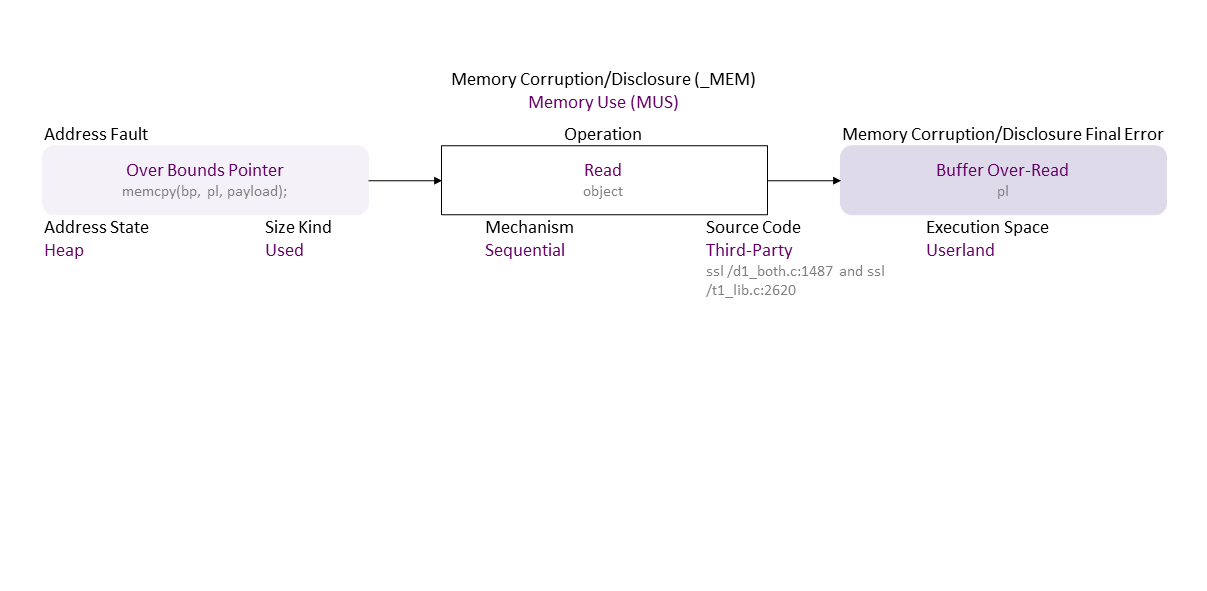 Memory Corruption/Disclosure (_MEM)
Memory Use (MUS)
Address Fault
Operation
Memory Corruption/Disclosure Final Error
Over Bounds Pointer
memcpy(bp, pl, payload);
Read
object
Buffer Over-Read
pl
Address State
Heap
Size Kind
Used
Mechanism
Sequential
Source Code
Third-Party
ssl /d1_both.c:1487 and ssl
/t1_lib.c:2620
Execution Space
Userland